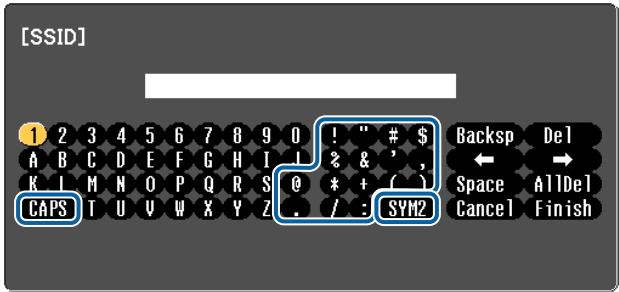 [SSID]
1 2 3 4 5 6 7 8 9 0 ! " # $ Backsp Del
A B C D E F G H I J % & ' , ← →
K L M N O P Q R S @ * + ( ) Space AllDel
CAPS T U V W X Y Z . / : SYM2 Cancel Finish